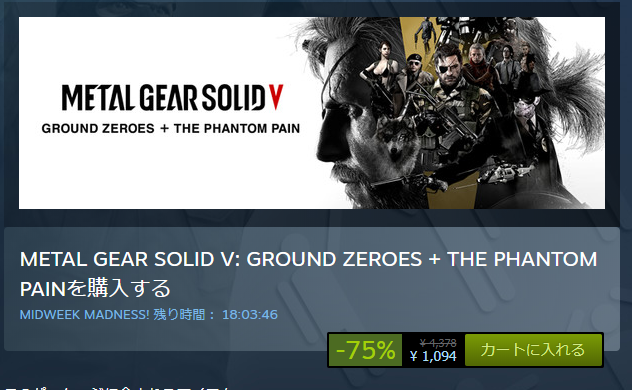 METAL GEAR SOLID V
GROUND ZEROES + THE PHANTOM PAIN
METAL GEAR SOLID V: GROUND ZEROES + THE PHANTOM
PAINを購入する
MIDWEEK MADNESS! 残り時間： 18:03:46
-75%
¥ 4,378
¥ 1,094
カートに入れる